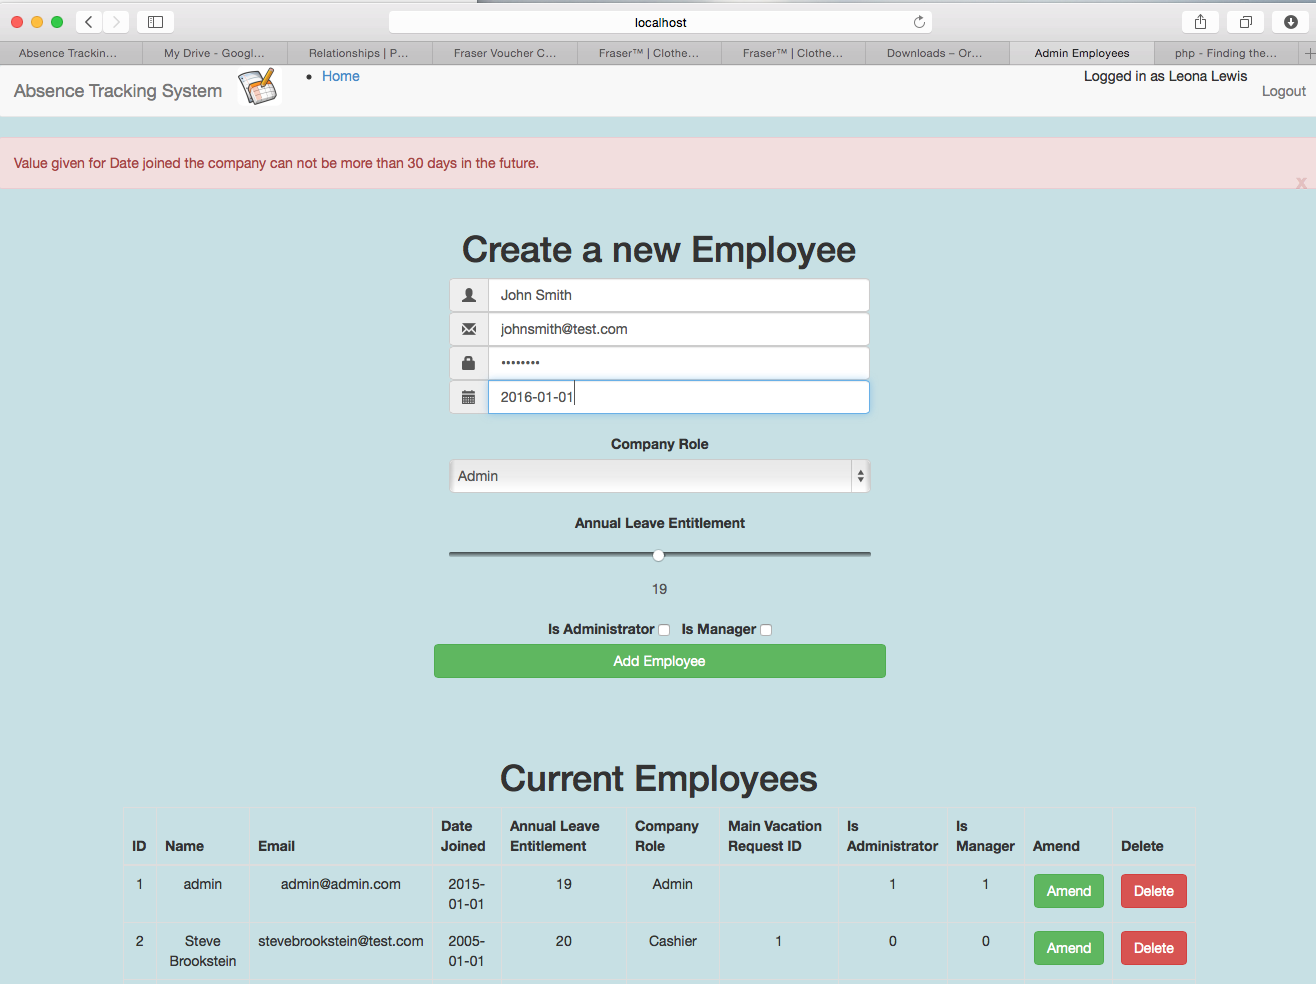 localhost
Absence Trackin...
My Drive - Googl...
Relationships | P...
Fraser Voucher C...
Fraser™ | Clothe...
Fraser™ | Clothe...
Downloads – Or...
Admin Employees
php - Finding the...
Absence Tracking System
Home
Logged in as Leona Lewis
Logout
Value given for Date joined the company can not be more than 30 days in the future.
x
Create a new Employee
John Smith
johnsmith@test.com
••••••••
2016-01-01
Company Role
Admin
Annual Leave Entitlement
19
Is Administrator Is Manager
Add Employee
Current Employees
ID Name Email Date Joined Annual Leave Entitlement Company Role Main Vacation Request ID Is Administrator Is Manager Amend Delete
1 admin admin@admin.com 2015-01-01 19 Admin 1 1 Amend Delete
2 Steve Brookstein stevebrookstein@test.com 2005-01-01 20 Cashier 1 0 0 Amend Delete